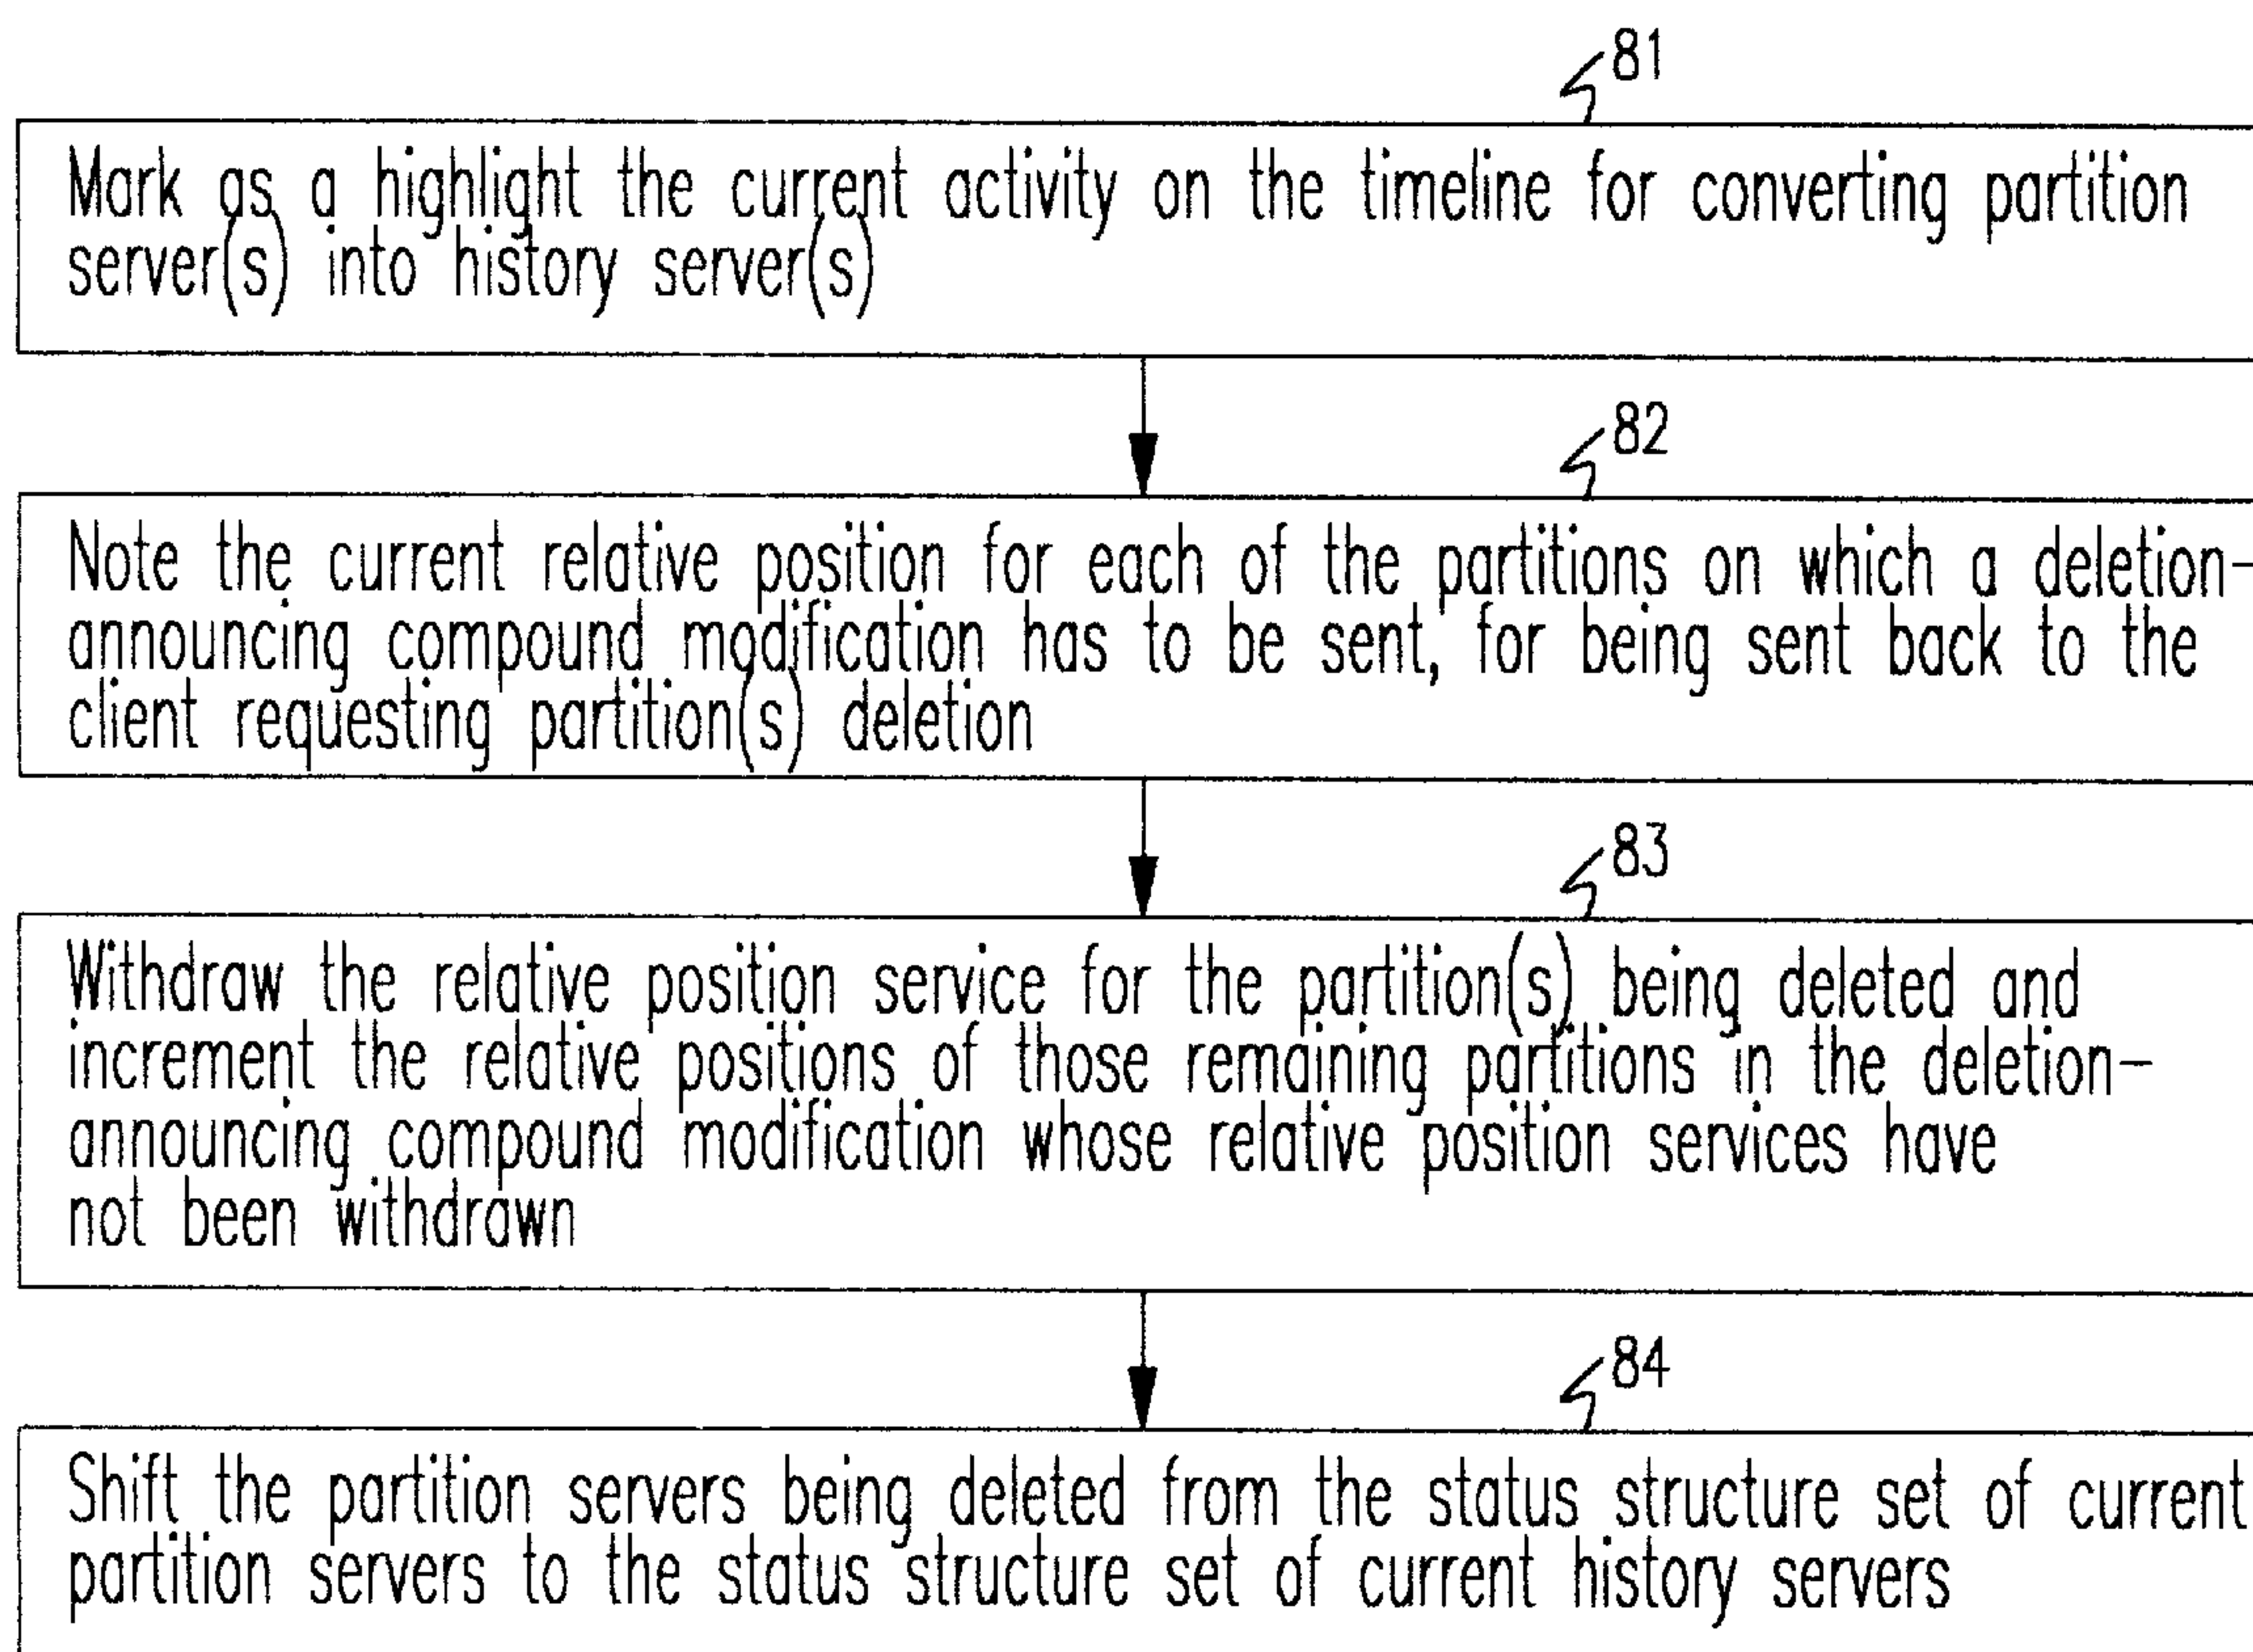 81
Mark as a highlight the current activity on the timeline for converting partition
server(s) into history server(s)
82
Note the current relative position for each of the partitions on which a deletion-
announcing compound modification has to be sent, for being sent back to the
client requesting partition(s) deletion
83
Withdraw the relative position service for the partition(s) being deleted and
increment the relative positions of those remaining partitions in the deletion-
announcing compound modification whose relative position services have
not been withdrawn
84
Shift the partition servers being deleted from the status structure set of current
partition servers to the status structure set of current history servers